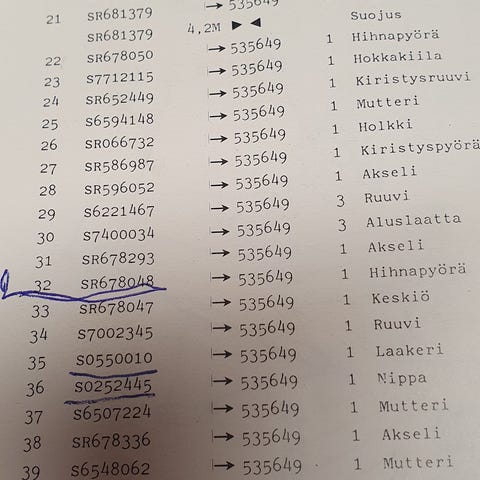 21 SR681379 → 535649
SR681379 4,2M ▶ ◀ Suojus
22 SR678050 → 535649 1 Hihnapyörä
23 S7712115 → 535649 1 Hokkakiila
24 SR652449 → 535649 1 Kiristysruuvi
25 S6594148 → 535649 1 Mutteri
26 SR066732 → 535649 1 Holkki
27 SR586987 → 535649 1 Kiristyspyörä
28 SR596052 → 535649 1 Akseli
29 S6221467 → 535649 3 Ruuvi
30 S7400034 → 535649 3 Aluslaatta
31 SR678293 → 535649 1 Akseli
32 SR678048 → 535649 1 Hihnapyörä
33 SR678047 → 535649 1 Keskiö
34 S7002345 → 535649 1 Ruuvi
35 S0550010 → 535649 1 Laakeri
36 S0252445 → 535649 1 Nippa
37 S6507224 → 535649 1 Mutteri
38 SR678336 → 535649 1 Akseli
39 S6548062 → 535649 1 Mutteri